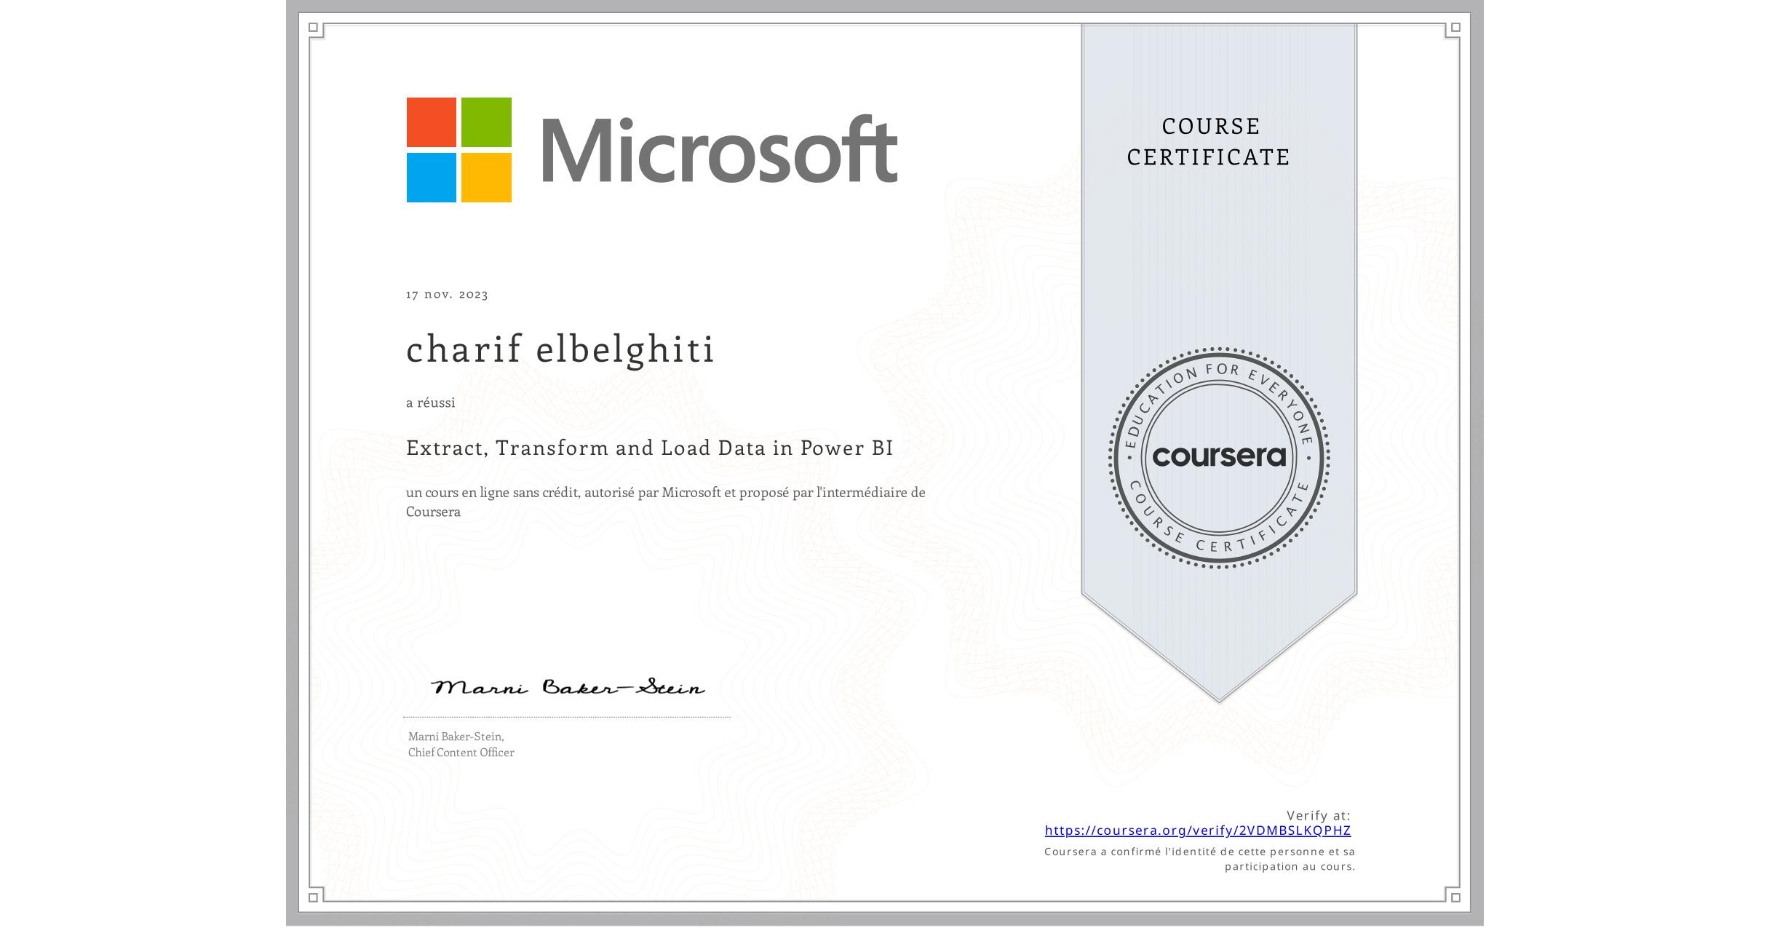 Microsoft
COURSE
CERTIFICATE
17 nov. 2023
charif elbelghiti
a réussi
Extract, Transform and Load Data in Power BI
un cours en ligne sans crédit, autorisé par Microsoft et proposé par l'intermédiaire de
Coursera
EDUCATION FOR EVERYONE
coursera
COURSE CERTIFICATE
Marni Baker-Stein
Marni Baker-Stein,
Chief Content Officer
Verify at:
https://coursera.org/verify/2VDMBSLKQPHZ
Coursera a confirmé l'identité de cette personne et sa
participation au cours.